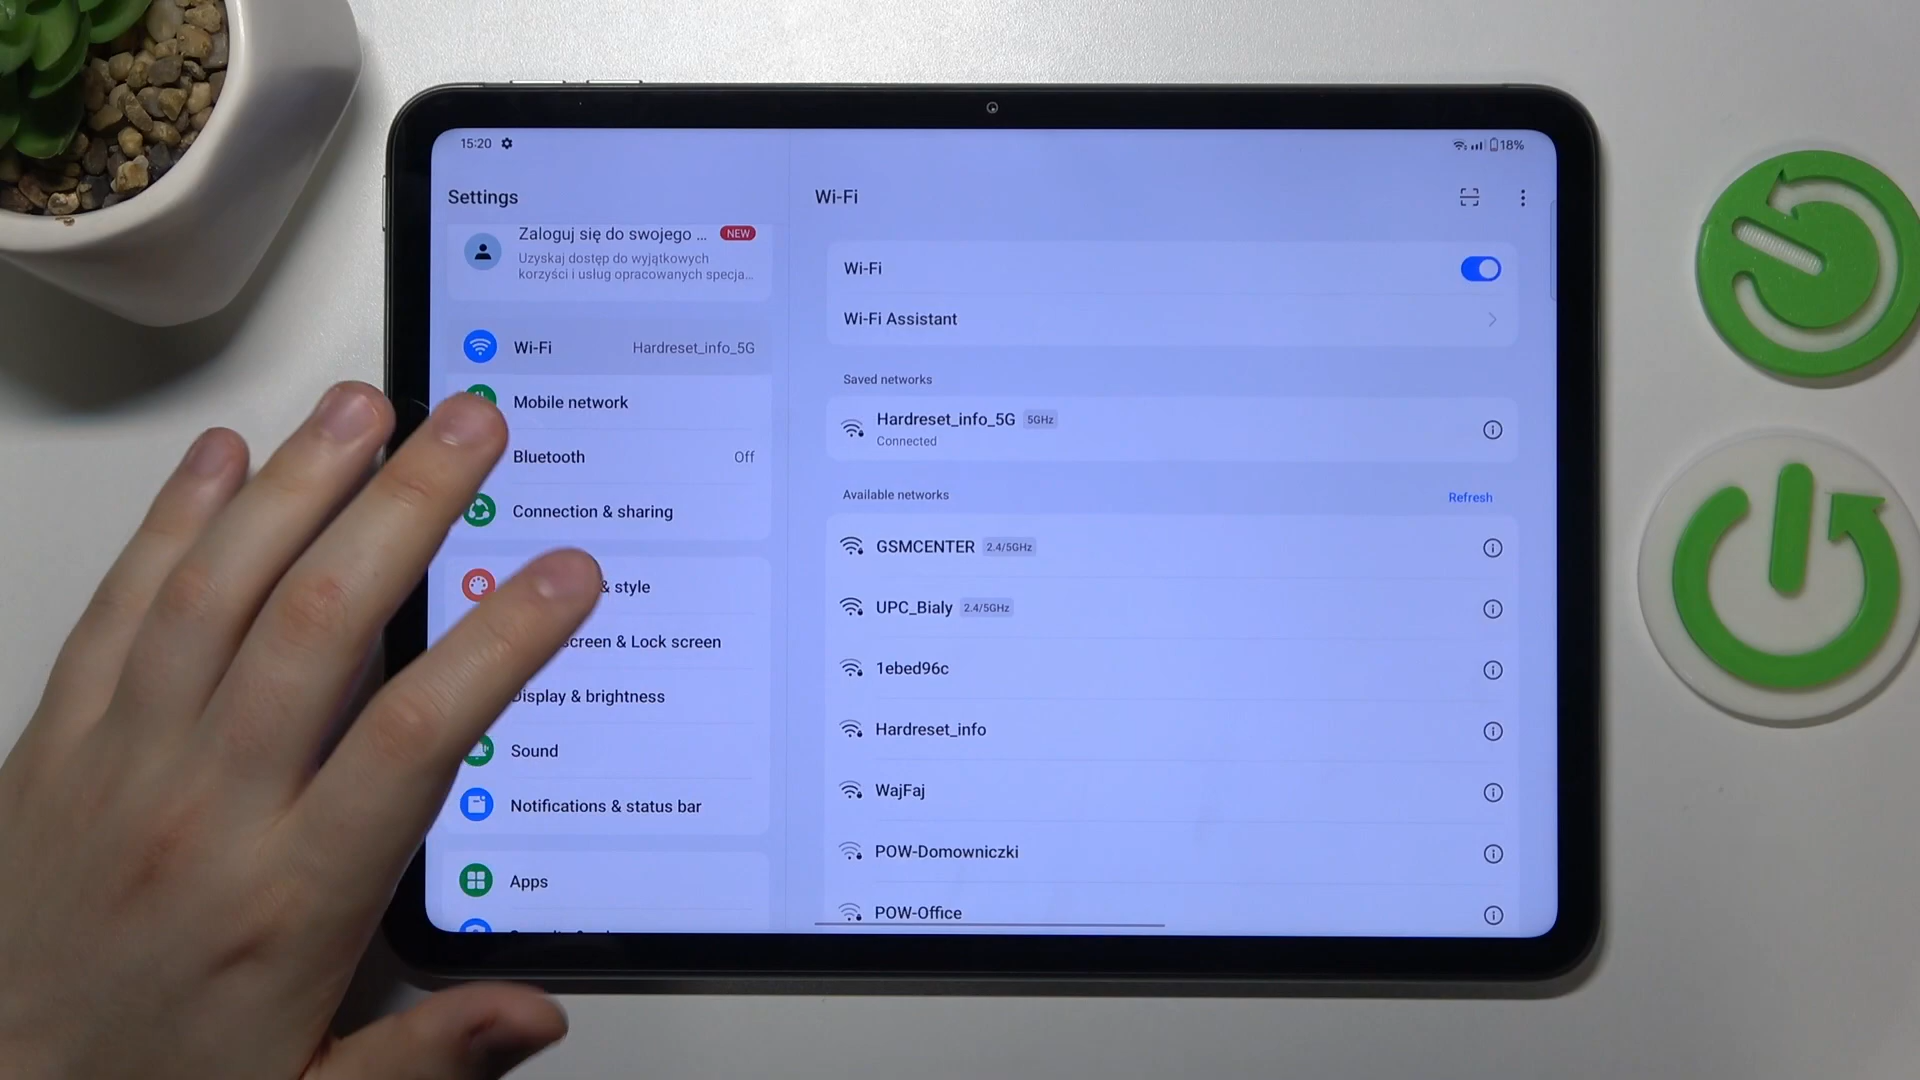 15:20
18%
Settings
Zaloguj się do swojego ...
NEW
Uzyskaj dostęp do wyjątkowych
korzyści i usług opracowanych specja...
Wi-Fi
Hardreset_info_5G
Mobile network
Bluetooth
Off
Connection & sharing
& style
screen & Lock screen
Display & brightness
Sound
Notifications & status bar
Apps
Wi-Fi
Wi-Fi
Wi-Fi Assistant
Saved networks
Hardreset_info_5G 5GHz
Connected
Available networks
Refresh
GSMCENTER 2.4/5GHz
UPC_Bialy 2.4/5GHz
1ebed96c
Hardreset_info
WajFaj
POW-Domowniczki
POW-Office